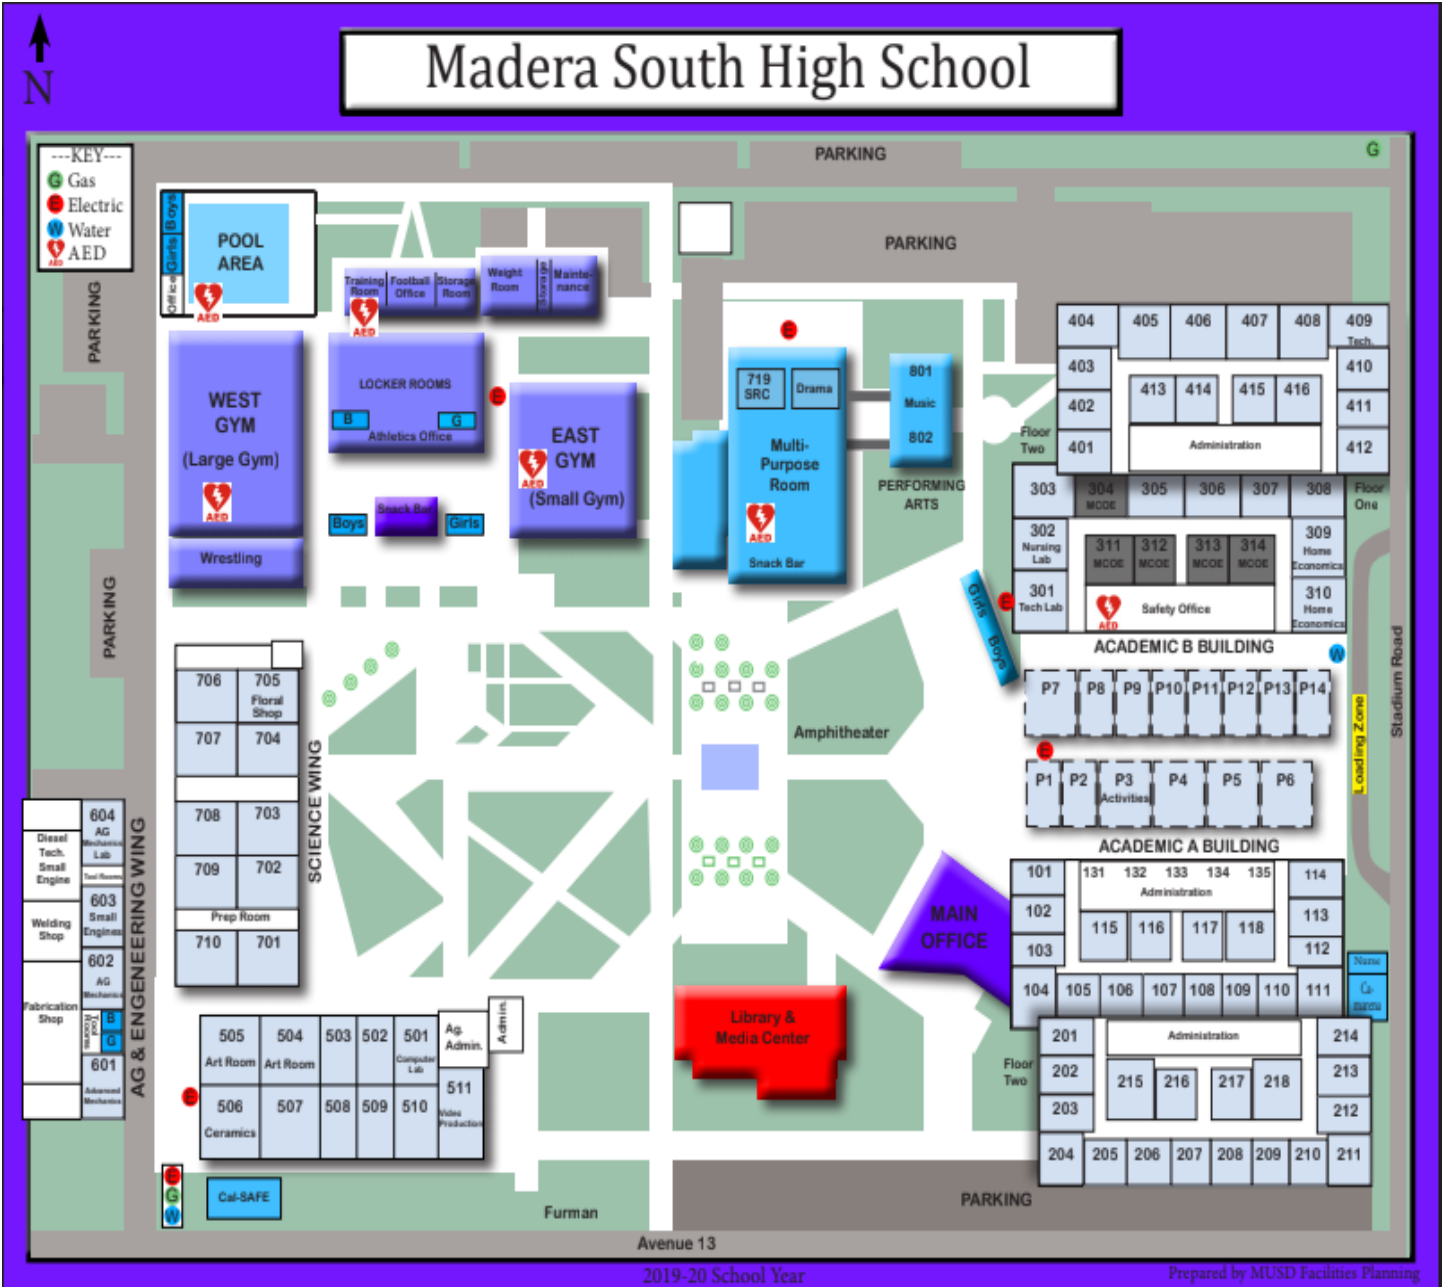 N
Madera South High School
---KEY---
G Gas
E Electric
W Water
AED AED
PARKING
G
PARKING
PARKING
PARKING
Boys
Girls
Office
POOL
AREA
AED
Training
Room
Football
Office
Storage
Room
AED
Weight
Room
Storage
Mainte-
nance
WEST
GYM
(Large Gym)
AED
Wrestling
LOCKER ROOMS
B
G
Athletics Office
E
Boys
Snack Bar
Girls
EAST
GYM
AED
(Small Gym)
E
719
SRC
Drama
Multi-
Purpose
Room
AED
Snack Bar
801
Music
802
PERFORMING
ARTS
Floor
Two
404
405
406
407
408
409
Tech.
403
410
413
414
415
416
402
411
401
Administration
412
303
304
MCOE
305
306
307
308
Floor
One
302
Nursing
Lab
311
MCOE
312
MCOE
313
MCOE
314
MCOE
309
Home
Economics
301
Tech Lab
AED
Safety Office
310
Home
Economics
E
Girls
Boys
ACADEMIC B BUILDING
W
P7
P8
P9
P10
P11
P12
P13
P14
E
P1
P2
P3
Activities
P4
P5
P6
Loading Zone
Stadium Road
ACADEMIC A BUILDING
Amphitheater
706
705
Floral
Shop
707
704
708
703
709
702
Prep Room
710
701
SCIENCE WING
AG & ENGENEERING WING
604
AG
Mechanics
Lab
Diesel
Tech.
Small
Engine
Tool Rooms
603
Small
Engines
Welding
Shop
602
AG
Mechanics
Fabrication
Shop
Tool
Rooms
B
G
601
Advanced
Mechanics
MAIN
OFFICE
101
131
132
133
134
135
Administration
114
102
115
116
117
118
113
103
112
104
105
106
107
108
109
110
111
Nurse
Library &
Media Center
505
Art Room
504
Art Room
503
502
501
Computer
Lab
Ag.
Admin.
Admin.
506
Ceramics
507
508
509
510
511
Video
Production
E
Floor
Two
201
Administration
214
202
215
216
217
218
213
203
212
204
205
206
207
208
209
210
211
E
G
W
Cal-SAFE
Furman
PARKING
Avenue 13
2019-20 School Year
Prepared by MUSD Facilities Planning